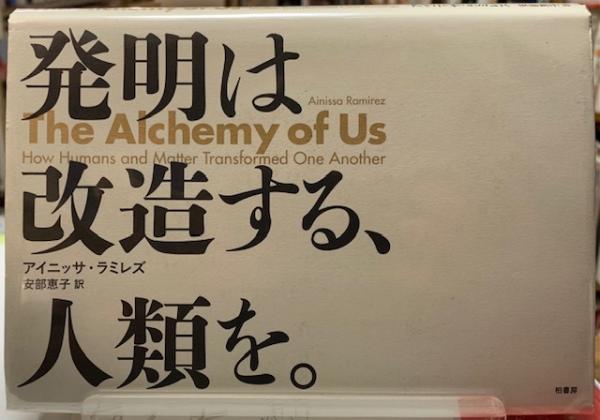 発明は
Ainissa Ramirez
The Alchemy of Us
How Humans and Matter Transformed One Another
改造する、
アイニッサ・ラミレズ
安部恵子 訳
人類を。
柏書房